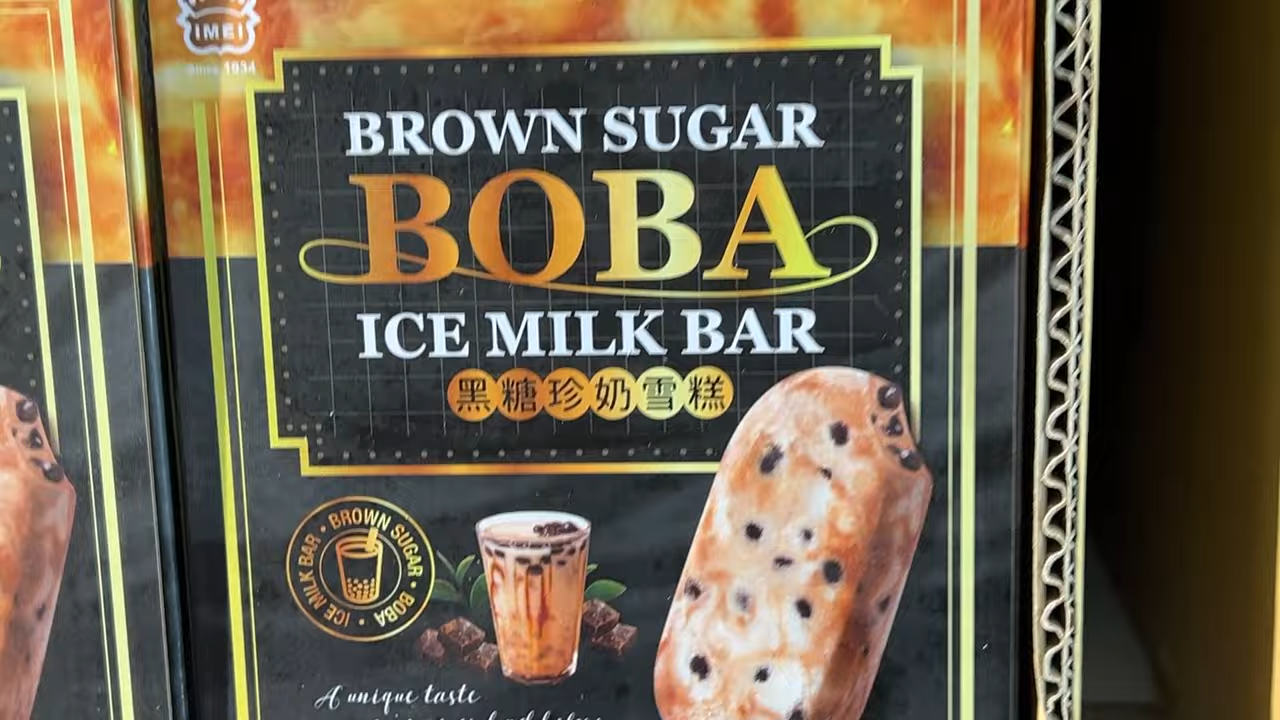 IMEI
Since 1934
BROWN SUGAR
BOBA
ICE MILK BAR
黑糖珍奶雪糕
BROWN SUGAR • BOBA • ICE MILK BAR •
A unique taste